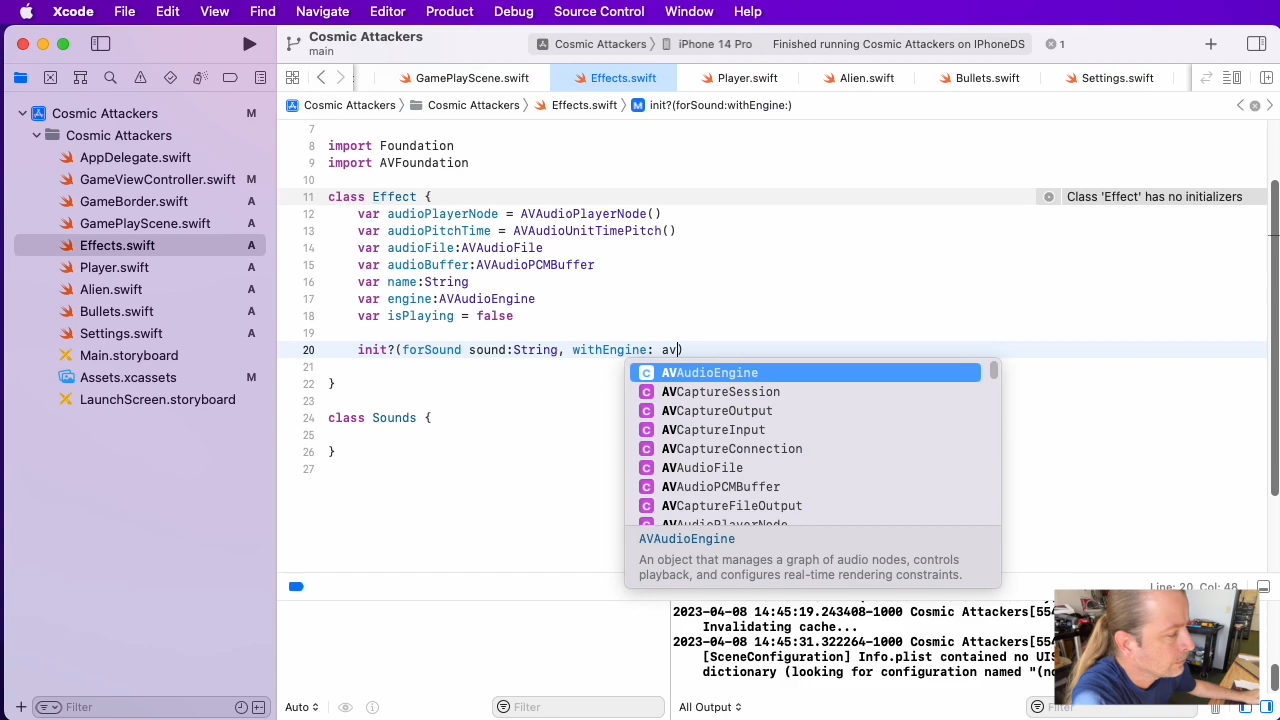 Xcode File Edit View Find Navigate Editor Product Debug Source Control Window Help
Cosmic Attackers
main
Cosmic Attackers 〉 iPhone 14 Pro
Finished running Cosmic Attackers on iPhoneDS
1
GamePlayScene.swift
Effects.swift
Player.swift
Alien.swift
Bullets.swift
Settings.swift
Cosmic Attackers 〉 Cosmic Attackers 〉 Effects.swift 〉 M init?(forSound:withEngine:)
Cosmic Attackers M
Cosmic Attackers
AppDelegate.swift
GameViewController.swift M
GameBorder.swift A
GamePlayScene.swift A
Effects.swift A
Player.swift A
Alien.swift A
Bullets.swift A
Settings.swift A
Main.storyboard
Assets.xcassets M
LaunchScreen.storyboard
Filter
7
8 import Foundation
9 import AVFoundation
10
11 class Effect {
Class 'Effect' has no initializers
12 var audioPlayerNode = AVAudioPlayerNode()
13 var audioPitchTime = AVAudioUnitTimePitch()
14 var audioFile:AVAudioFile
15 var audioBuffer:AVAudioPCMBuffer
16 var name:String
17 var engine:AVAudioEngine
18 var isPlaying = false
19
20 init?(forSound sound:String, withEngine: av)
21
22 }
23
24 class Sounds {
25
26 }
27
C AVAudioEngine
C AVCaptureSession
C AVCaptureOutput
C AVCaptureInput
C AVCaptureConnection
C AVAudioFile
C AVAudioPCMBuffer
C AVCaptureFileOutput
AVAudioPlayerNode
AVAudioEngine
An object that manages a graph of audio nodes, controls
playback, and configures real-time rendering constraints.
Line: 20 Col: 48
2023-04-08 14:45:19.243408-1000 Cosmic Attackers[554
Invalidating cache...
2023-04-08 14:45:31.322264-1000 Cosmic Attackers[554
[SceneConfiguration] Info.plist contained no UIS
dictionary (looking for configuration named "(no
Auto
Filter
All Output
Filter